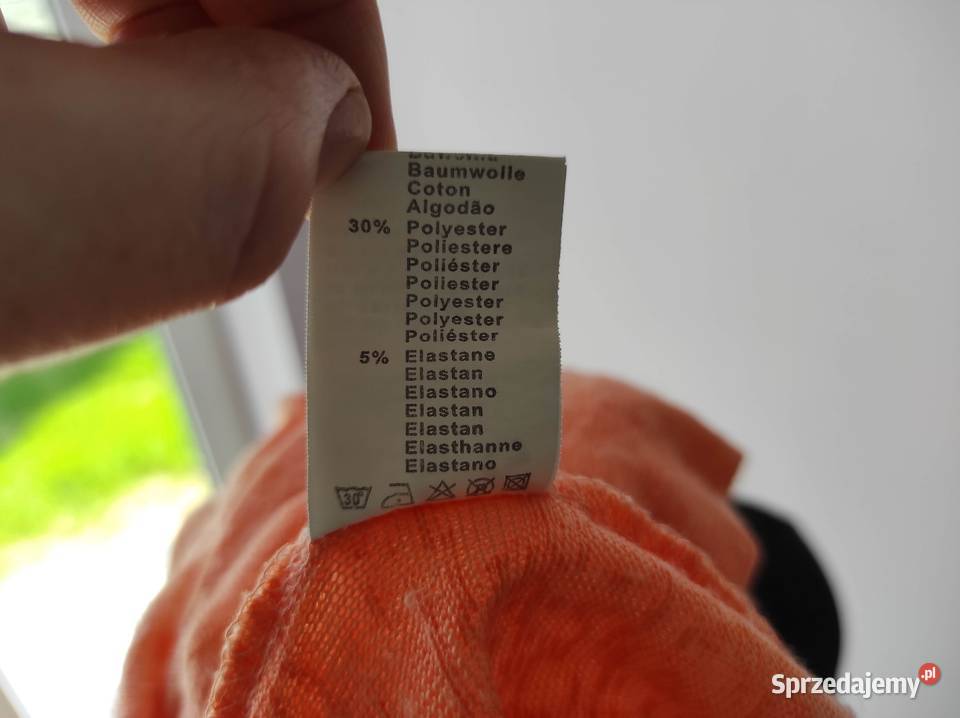 Baumwolle
Coton
Algodão
30% Polyester
Poliestere
Poliéster
Poliester
Polyester
Polyester
Poliéster
5% Elastane
Elastan
Elastano
Elastan
Elastan
Elasthanne
Elastano
30°
Sprzedajemy.pl